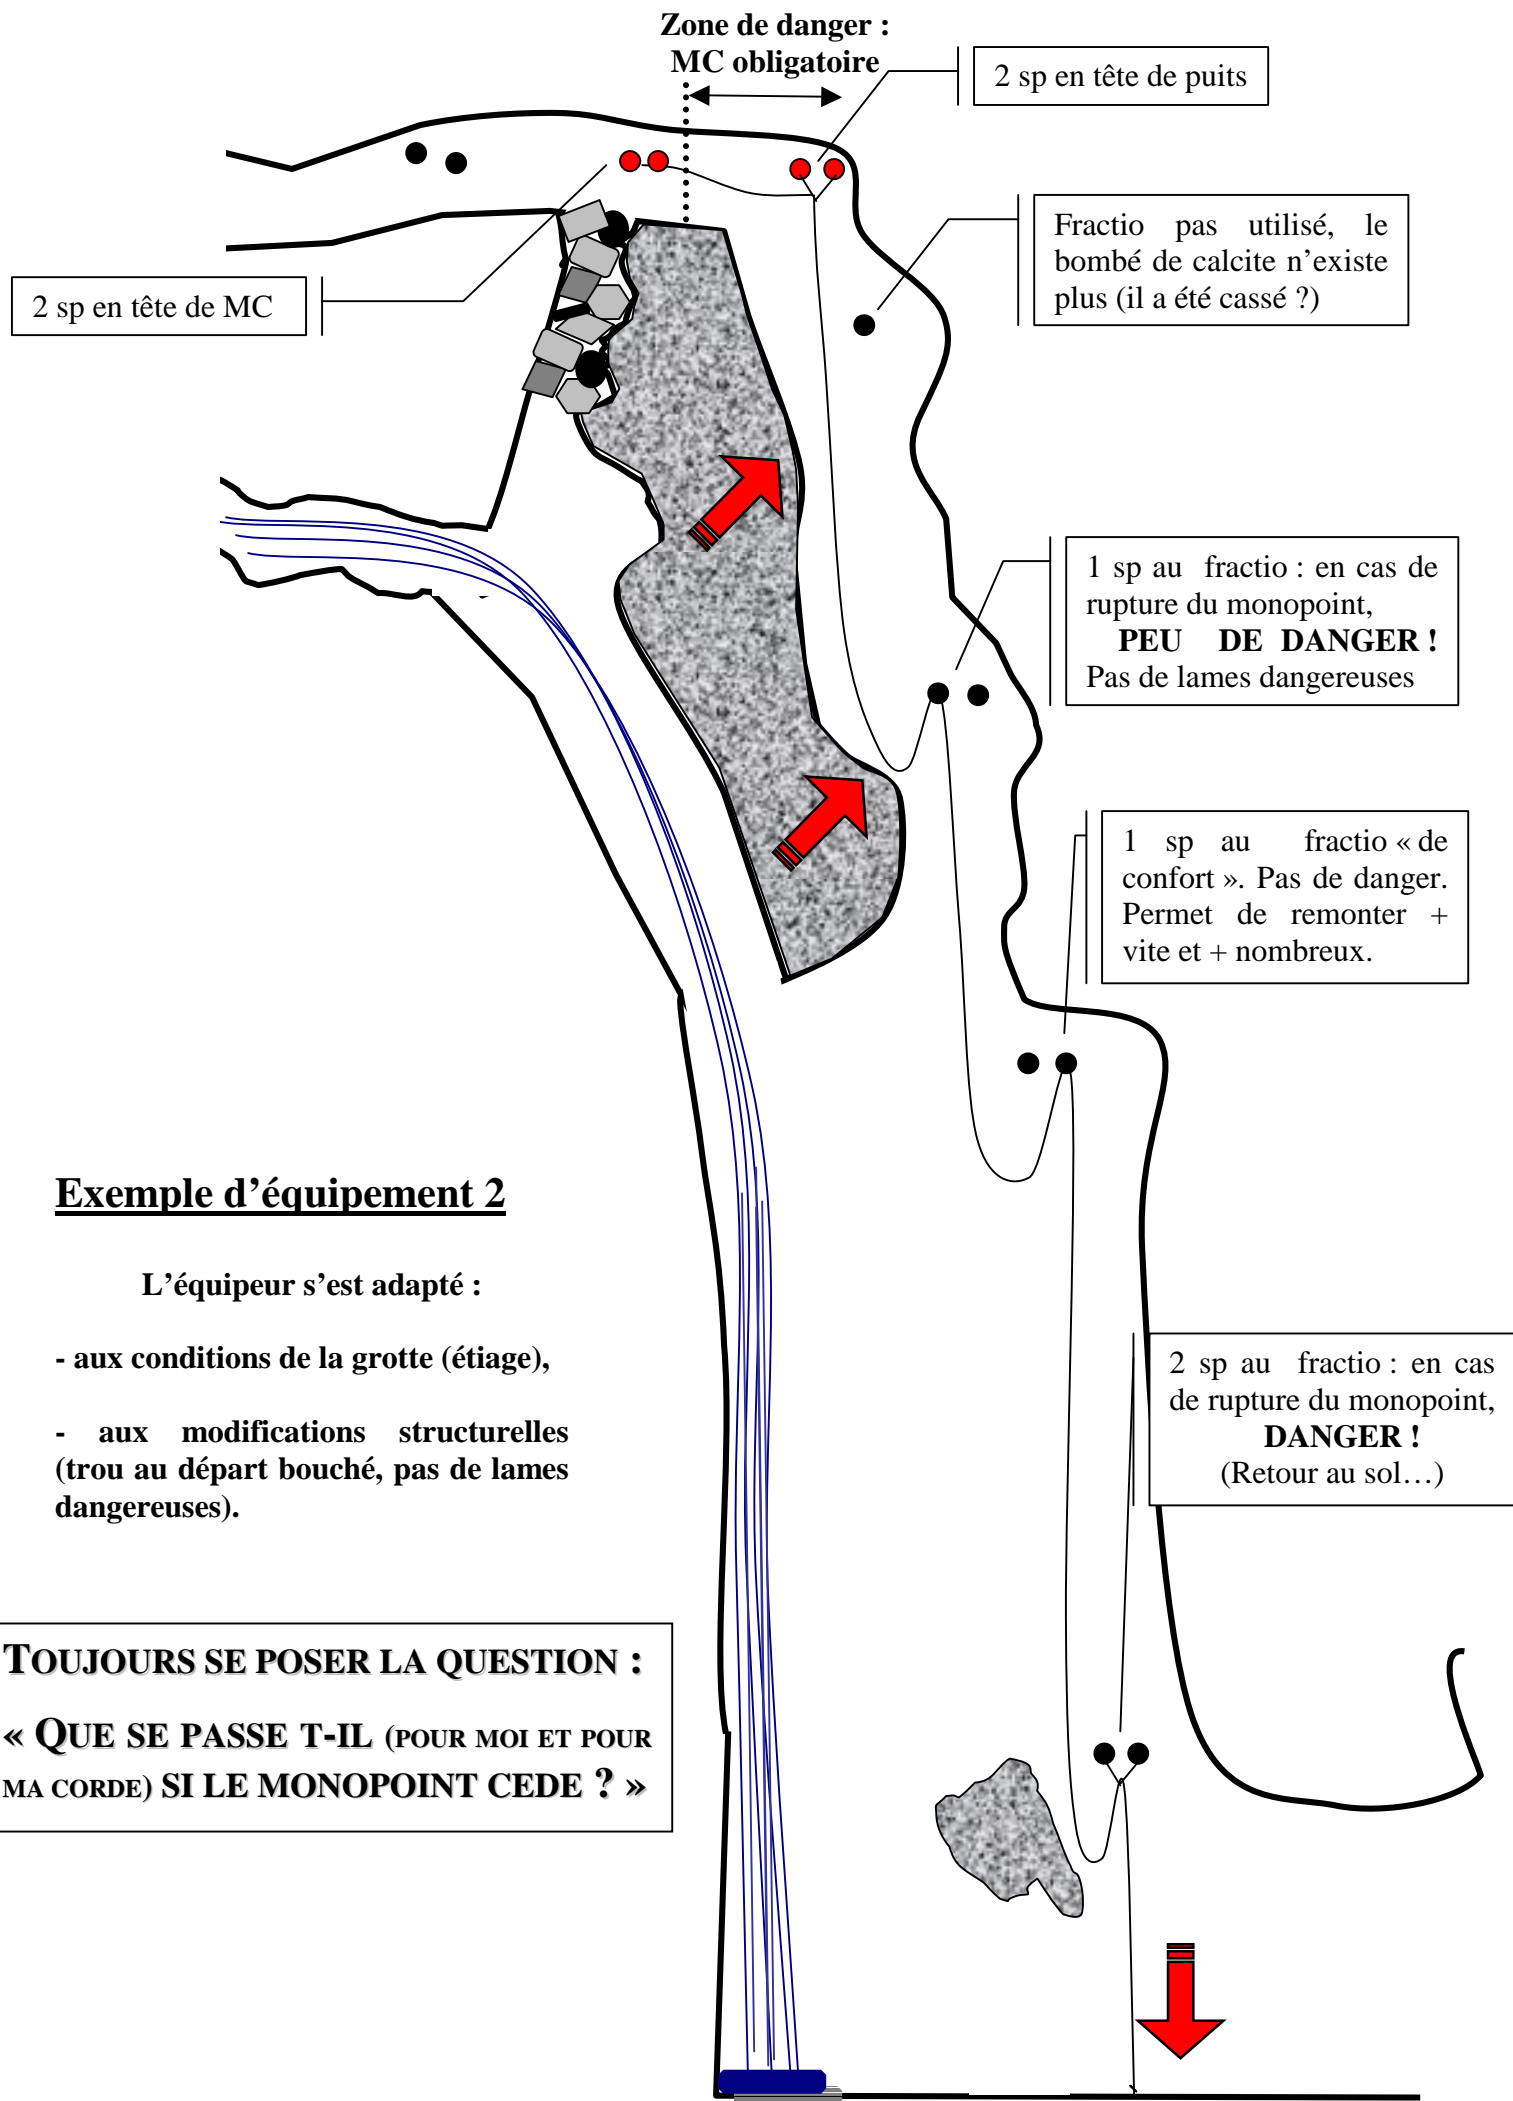 Zone de danger :
MC obligatoire
2 sp en tête de puits
Fractio pas utilisé, le
bombé de calcite n'existe
plus (il a été cassé ?)
2 sp en tête de MC
1 sp au fractio : en cas de
rupture du monopoint,
PEU DE DANGER !
Pas de lames dangereuses
1 sp au fractio « de
confort ». Pas de danger.
Permet de remonter +
vite et + nombreux.
Exemple d'équipement 2
L'équipeur s'est adapté :
- aux conditions de la grotte (étiage),
- aux modifications structurelles
(trou au départ bouché, pas de lames
dangereuses).
2 sp au fractio : en cas
de rupture du monopoint,
DANGER !
(Retour au sol…)
TOUJOURS SE POSER LA QUESTION :
« QUE SE PASSE T-IL (POUR MOI ET POUR
MA CORDE) SI LE MONOPOINT CEDE ? »